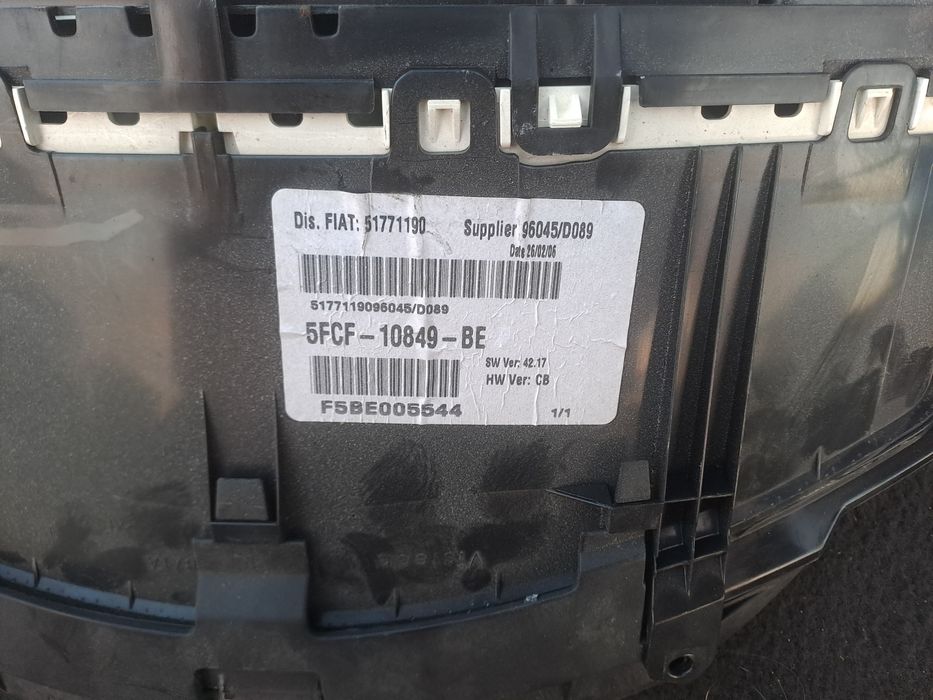 Dis. FIAT: 51771190 Supplier 96045/D089
Date 26/02/06
5177119096045/D089
5FCF-10849-BE
SW Ver: 42.17
HW Ver: CB
F5BE005544 1/1